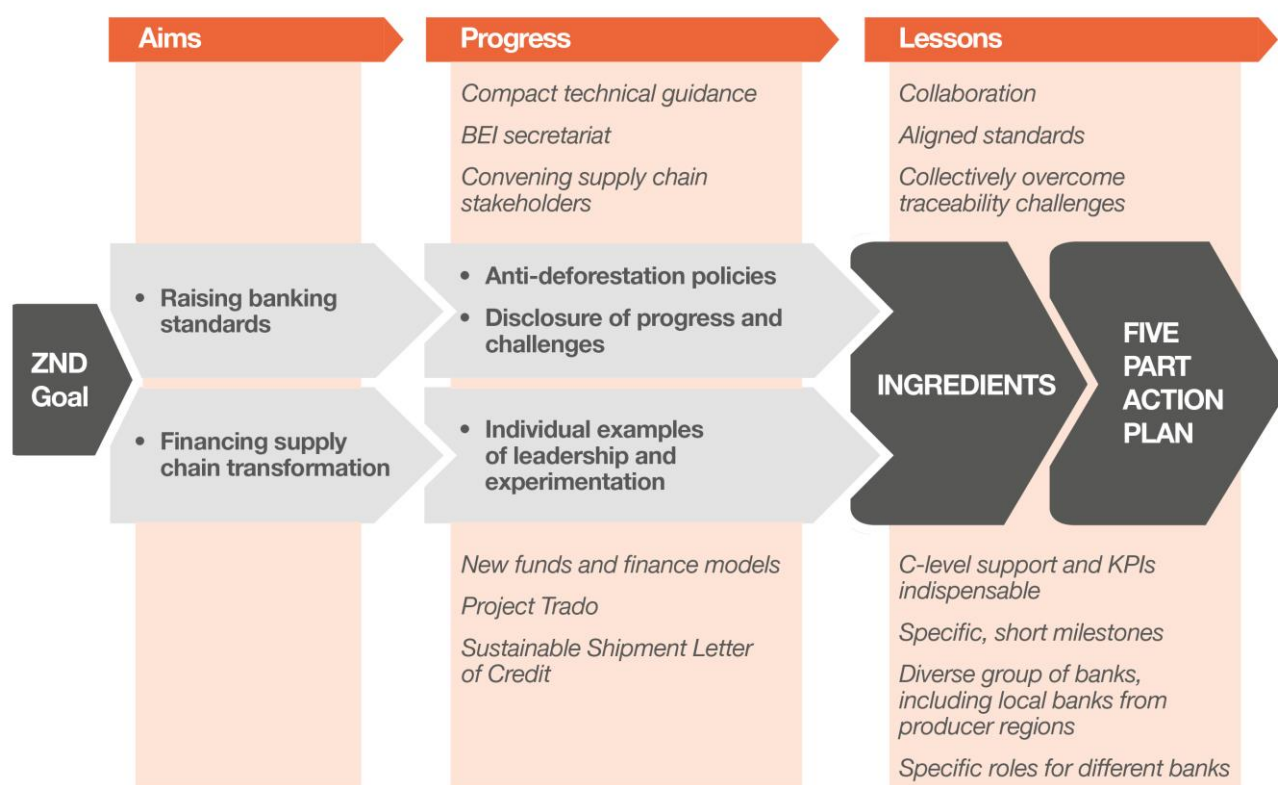 Aims
Progress
Lessons
Compact technical guidance
BEI secretariat
Convening supply chain
stakeholders
Collaboration
Aligned standards
Collectively overcome
traceability challenges
ZND
Goal
• Raising banking
standards
• Financing supply
chain transformation
• Anti-deforestation policies
• Disclosure of progress and
challenges
• Individual examples
of leadership and
experimentation
INGREDIENTS
FIVE
PART
ACTION
PLAN
New funds and finance models
Project Trado
Sustainable Shipment Letter
of Credit
C-level support and KPIs
indispensable
Specific, short milestones
Diverse group of banks,
including local banks from
producer regions
Specific roles for different banks